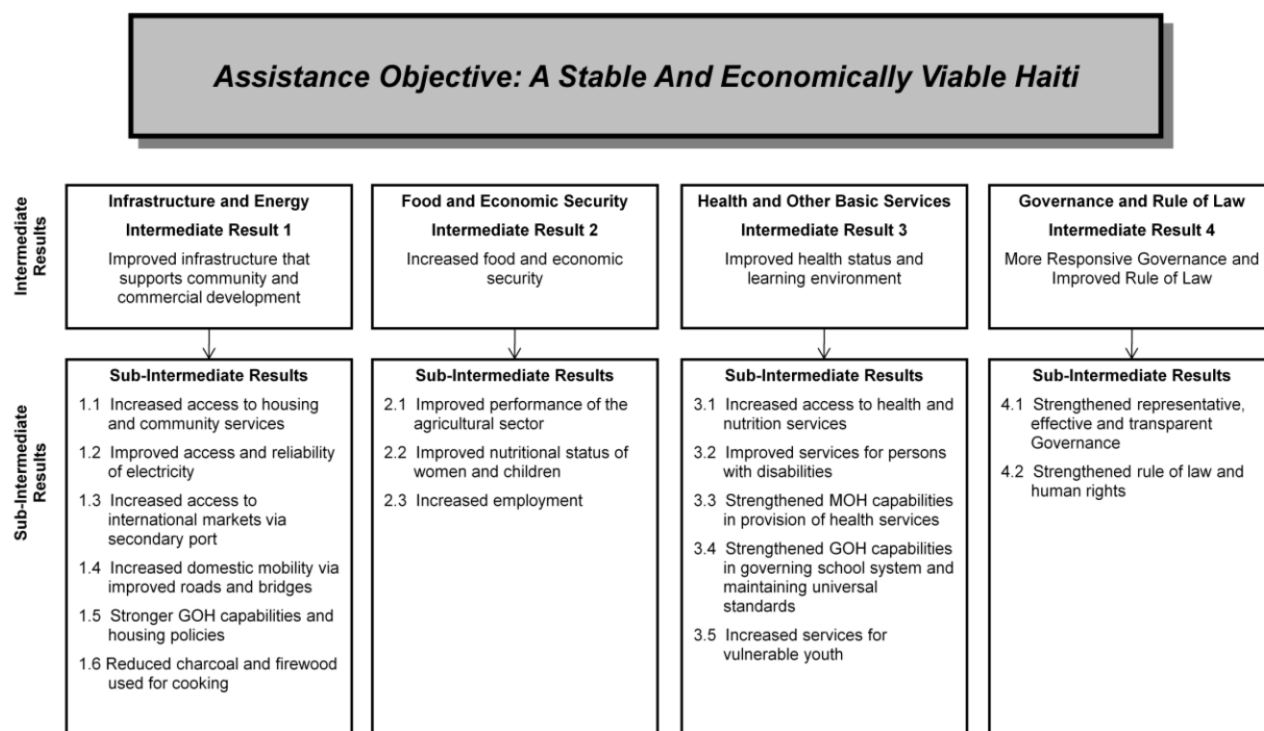 Assistance Objective: A Stable And Economically Viable Haiti
Intermediate
Results
Infrastructure and Energy
Intermediate Result 1
Improved infrastructure that
supports community and
commercial development
Food and Economic Security
Intermediate Result 2
Increased food and economic
security
Health and Other Basic Services
Intermediate Result 3
Improved health status and
learning environment
Governance and Rule of Law
Intermediate Result 4
More Responsive Governance and
Improved Rule of Law
Sub-Intermediate
Results
Sub-Intermediate Results
1.1 Increased access to housing
and community services
1.2 Improved access and reliability
of electricity
1.3 Increased access to
international markets via
secondary port
1.4 Increased domestic mobility via
improved roads and bridges
1.5 Stronger GOH capabilities and
housing policies
1.6 Reduced charcoal and firewood
used for cooking
Sub-Intermediate Results
2.1 Improved performance of the
agricultural sector
2.2 Improved nutritional status of
women and children
2.3 Increased employment
Sub-Intermediate Results
3.1 Increased access to health and
nutrition services
3.2 Improved services for persons
with disabilities
3.3 Strengthened MOH capabilities
in provision of health services
3.4 Strengthened GOH capabilities
in governing school system and
maintaining universal
standards
3.5 Increased services for
vulnerable youth
Sub-Intermediate Results
4.1 Strengthened representative,
effective and transparent
Governance
4.2 Strengthened rule of law and
human rights